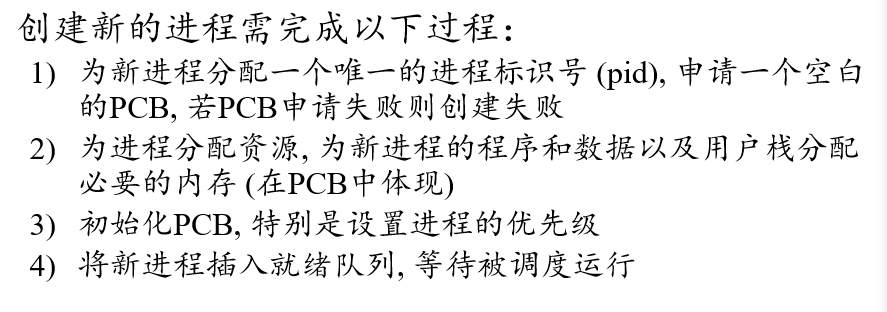 创建新的进程需完成以下过程：
1) 为新进程分配一个唯一的进程标识号 (pid), 申请一个空白
的PCB, 若PCB申请失败则创建失败
2) 为进程分配资源, 为新进程的程序和数据以及用户栈分配
必要的内存 (在PCB中体现)
3) 初始化PCB, 特别是设置进程的优先级
4) 将新进程插入就绪队列, 等待被调度运行